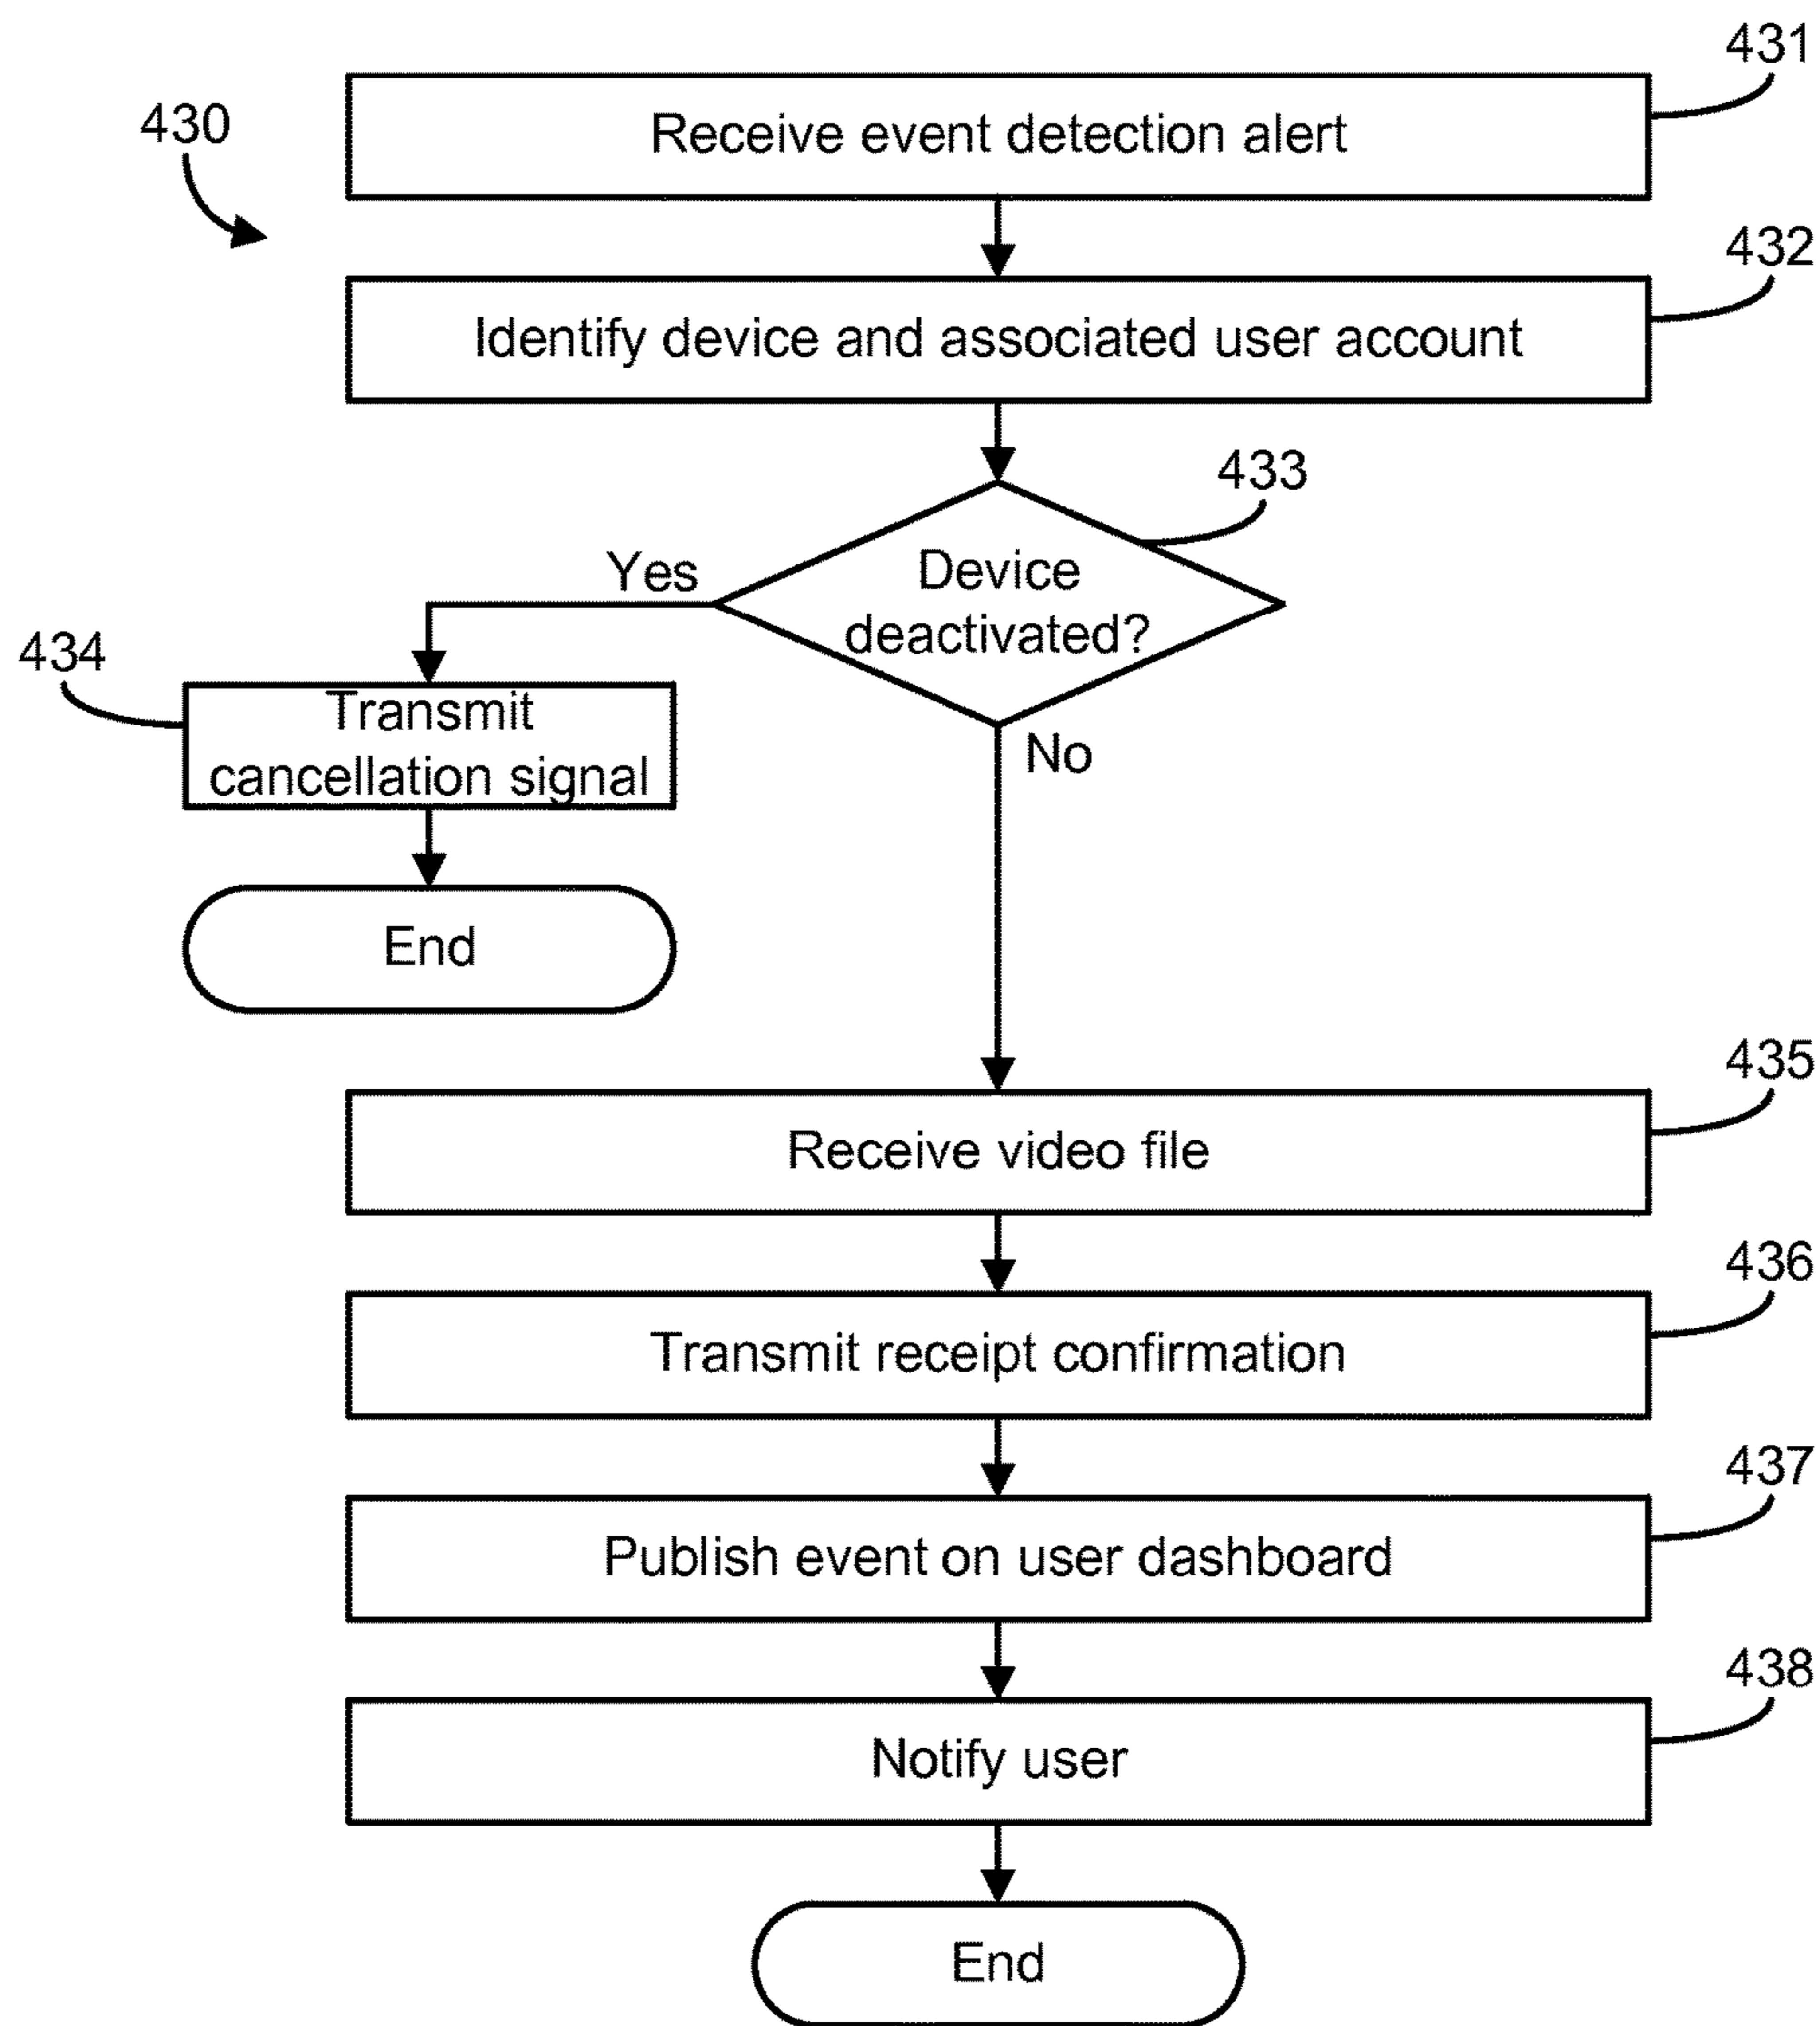 431
Receive event detection alert
430
432
Identify device and associated user account
433
Device
deactivated?
Yes
No
434
Transmit
cancellation signal
End
435
Receive video file
436
Transmit receipt confirmation
437
Publish event on user dashboard
438
Notify user
End